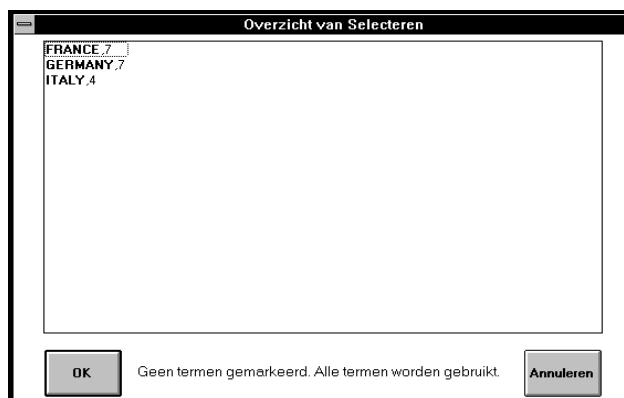 Overzicht van Selecteren
FRANCE,7
GERMANY,7
ITALY,4
OK
Geen termen gemarkeerd. Alle termen worden gebruikt.
Annuleren